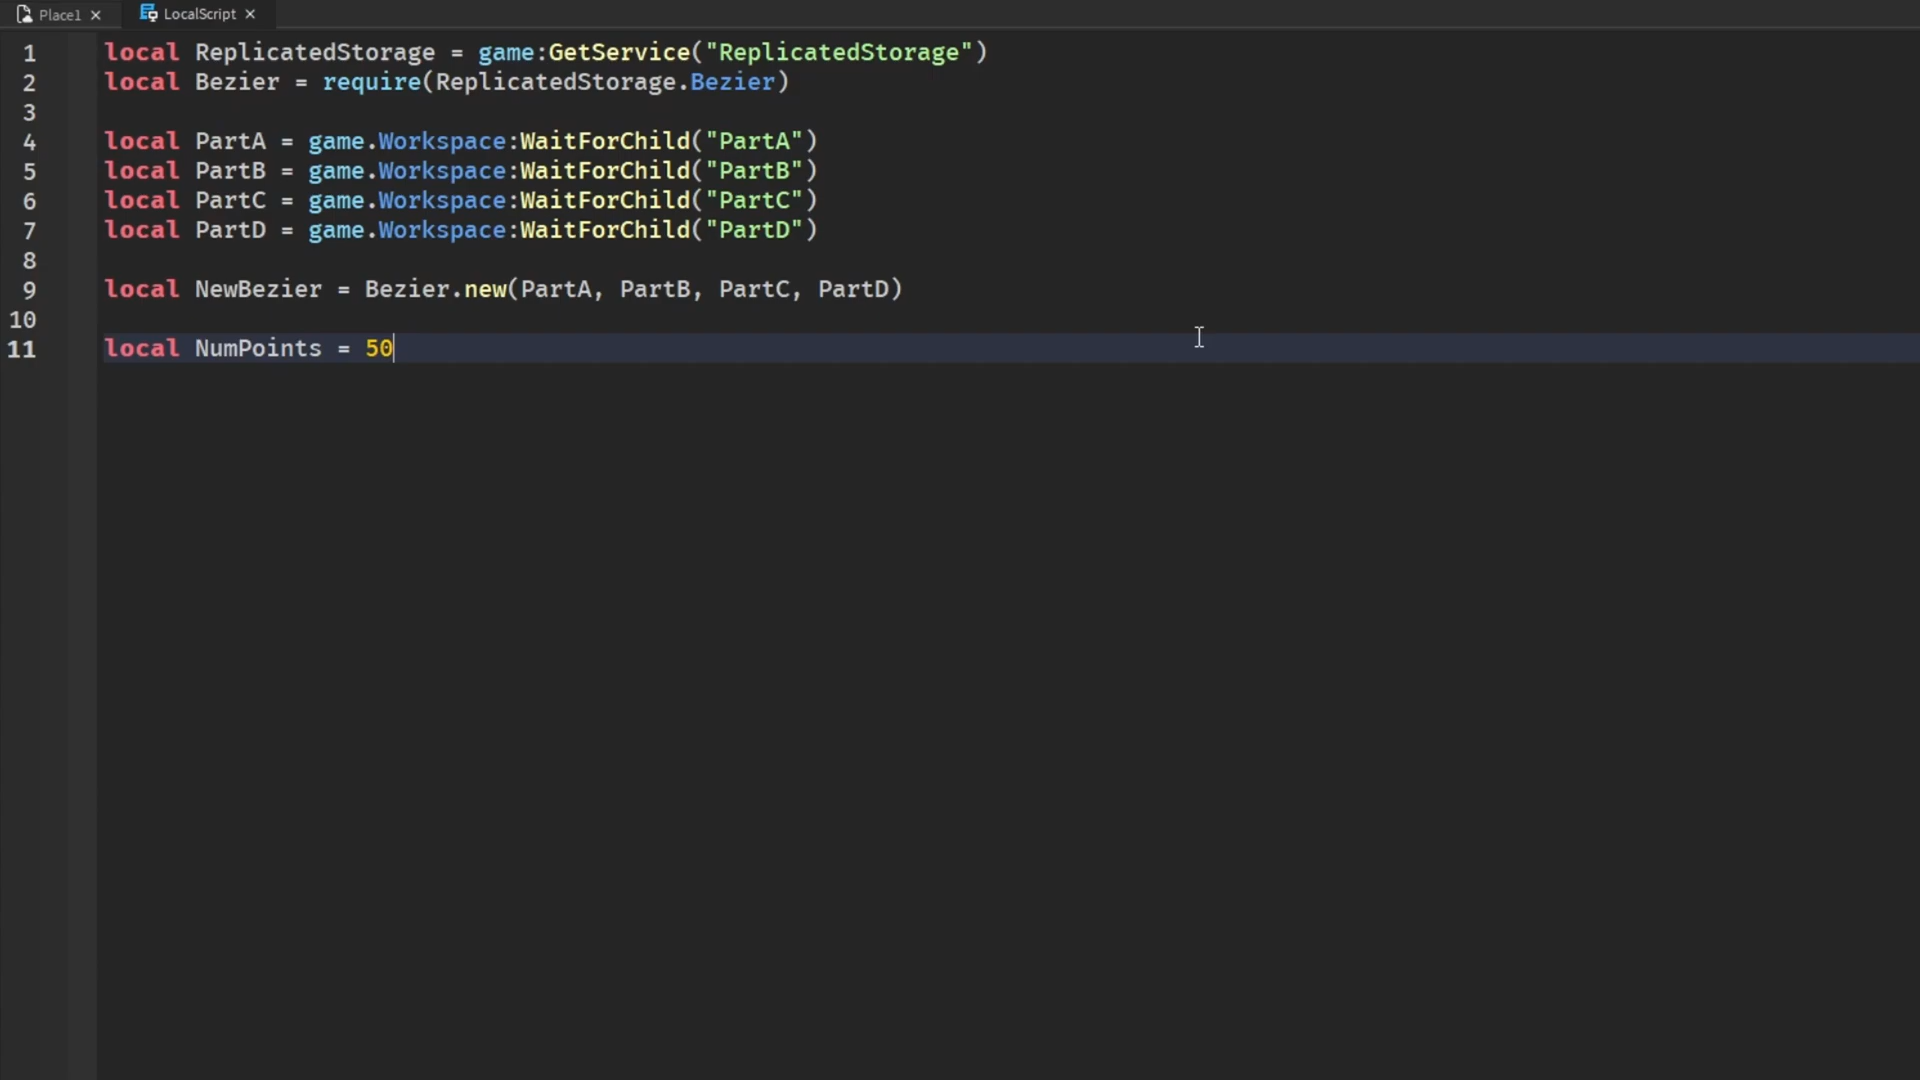 Place1 ×
LocalScript ×
1 local ReplicatedStorage = game:GetService("ReplicatedStorage")
2 local Bezier = require(ReplicatedStorage.Bezier)
3
4 local PartA = game.Workspace:WaitForChild("PartA")
5 local PartB = game.Workspace:WaitForChild("PartB")
6 local PartC = game.Workspace:WaitForChild("PartC")
7 local PartD = game.Workspace:WaitForChild("PartD")
8
9 local NewBezier = Bezier.new(PartA, PartB, PartC, PartD)
10
11 local NumPoints = 50